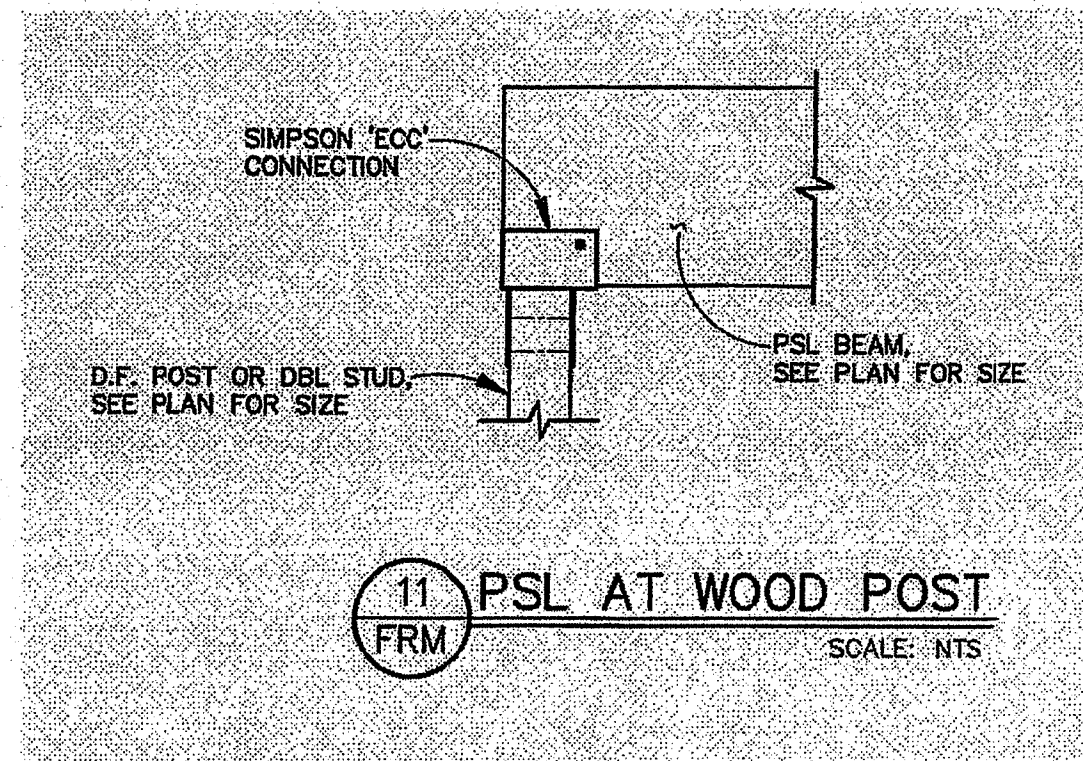 SIMPSON 'ECC'
CONNECTION
PSL BEAM,
SEE PLAN FOR SIZE
D.F. POST OR DBL STUD,
SEE PLAN FOR SIZE
11
FRM
PSL AT WOOD POST
SCALE: NTS